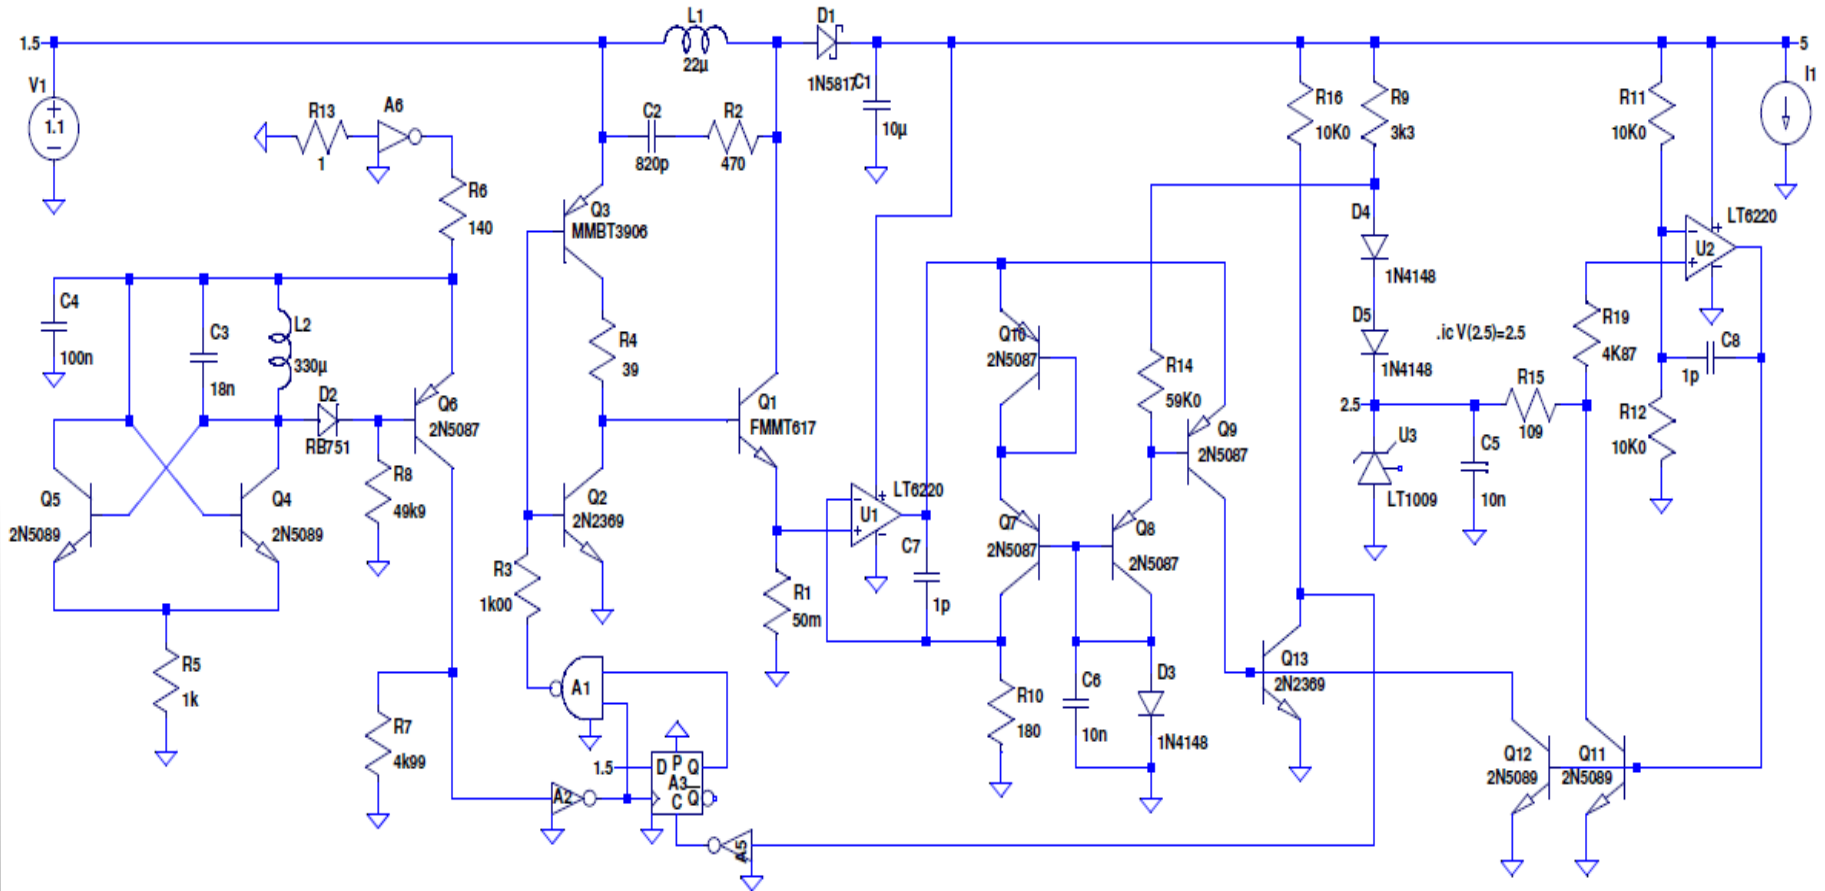 1.5
V1
1.1
L1
22µ
D1
1N5817
C1
10µ
C2
820p
R2
470
R13
1
A6
R6
140
Q3
MMBT3906
R4
39
C4
100n
C3
18n
L2
330µ
D2
RB751
Q6
2N5087
R8
49k9
Q5
2N5089
Q4
2N5089
R5
1k
R7
4k99
Q2
2N2369
R3
1k00
A1
A2
1.5
D P Q
A3
C Q
A5
Q1
FMMT617
R1
50m
U1
LT6220
C7
1p
Q10
2N5087
Q7
2N5087
R10
180
C6
10n
Q8
2N5087
D3
1N4148
R14
59K0
Q9
2N5087
R16
10K0
R9
3k3
D4
1N4148
D5
1N4148
.ic V(2.5)=2.5
2.5
U3
LT1009
C5
10n
R15
109
R19
4K87
R11
10K0
R12
10K0
U2
LT6220
C8
1p
5
I1
Q13
2N2369
Q12
2N5089
Q11
2N5089